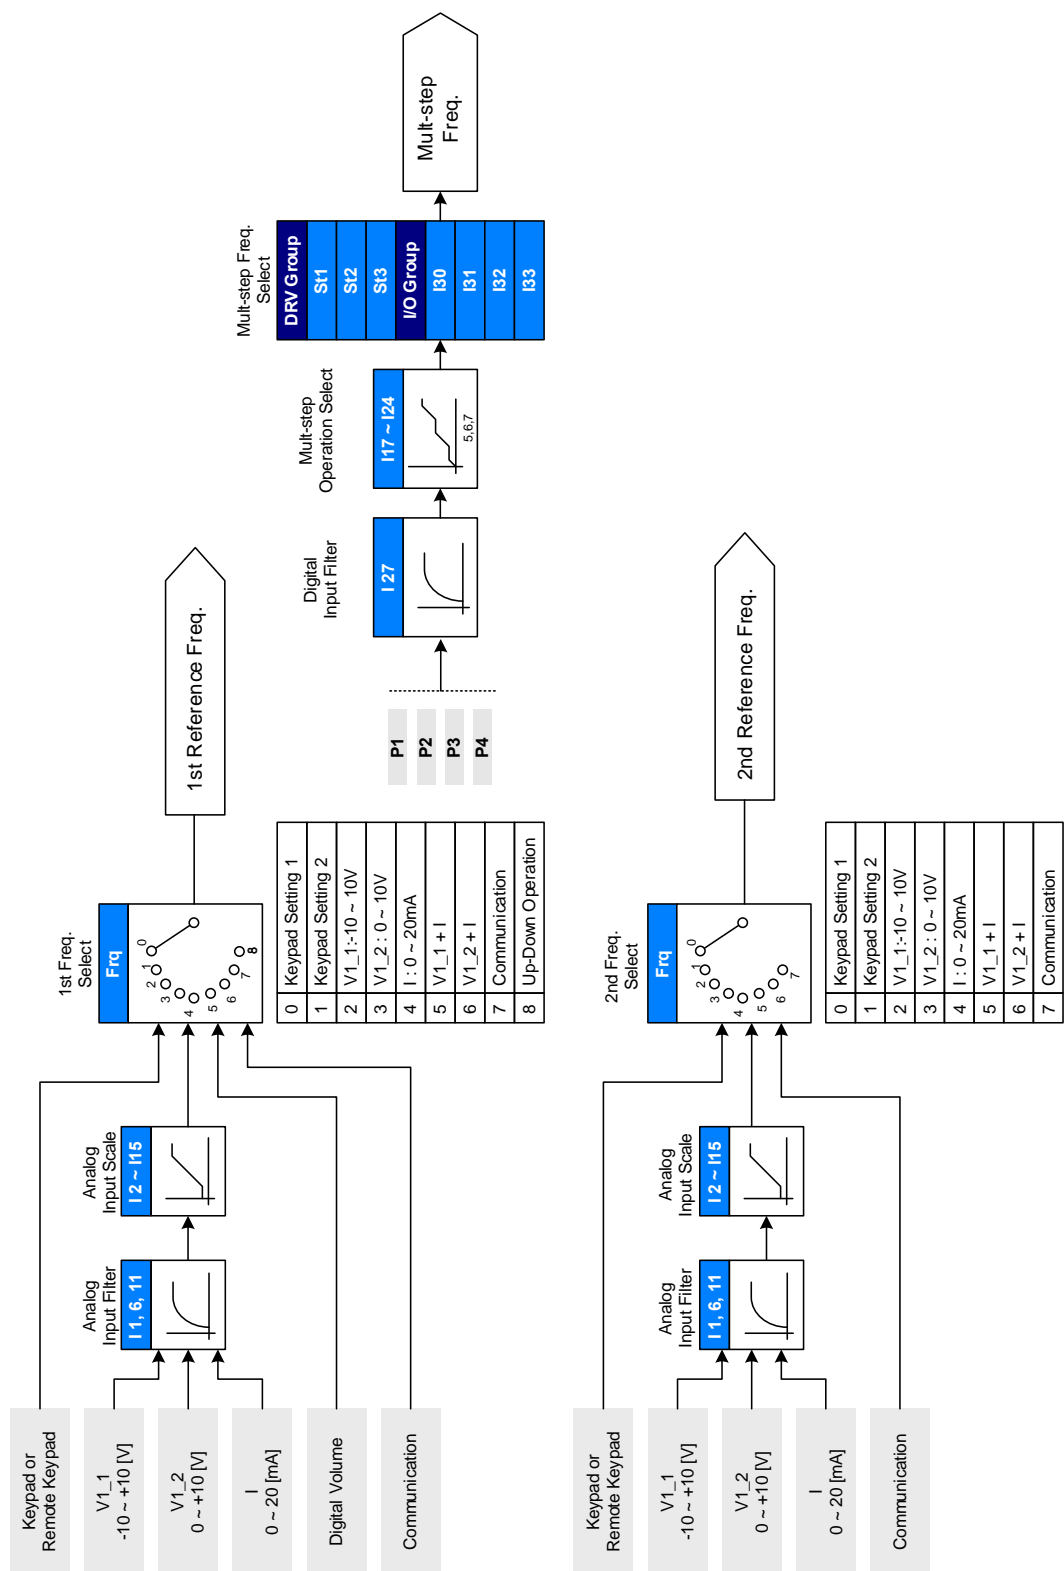 Keypad or
Remote Keypad
V1_1
-10 ~ +10 [V]
V1_2
0 ~ +10 [V]
I
0 ~ 20 [mA]
Digital Volume
Communication
Analog
Input Filter
I 1, 6, 11
Analog
Input Scale
I 2 ~ I15
1st Freq.
Select
Frq
0
1
2
3
4
5
6
7
8
0 Keypad Setting 1
1 Keypad Setting 2
2 V1_1:-10 ~ 10V
3 V1_2 : 0 ~ 10V
4 I : 0 ~ 20mA
5 V1_1 + I
6 V1_2 + I
7 Communication
8 Up-Down Operation
1st Reference Freq.
P1
P2
P3
P4
Digital
Input Filter
I 27
Mult-step
Operation Select
I17 ~ I24
5,6,7
Mult-step Freq.
Select
DRV Group
St1
St2
St3
I/O Group
I30
I31
I32
I33
Mult-step
Freq.
Keypad or
Remote Keypad
V1_1
-10 ~ +10 [V]
V1_2
0 ~ +10 [V]
I
0 ~ 20 [mA]
Communication
Analog
Input Filter
I 1, 6, 11
Analog
Input Scale
I 2 ~ I15
2nd Freq.
Select
Frq
0
1
2
3
4
5
6
7
0 Keypad Setting 1
1 Keypad Setting 2
2 V1_1:-10 ~ 10V
3 V1_2 : 0 ~ 10V
4 I : 0 ~ 20mA
5 V1_1 + I
6 V1_2 + I
7 Communication
2nd Reference Freq.